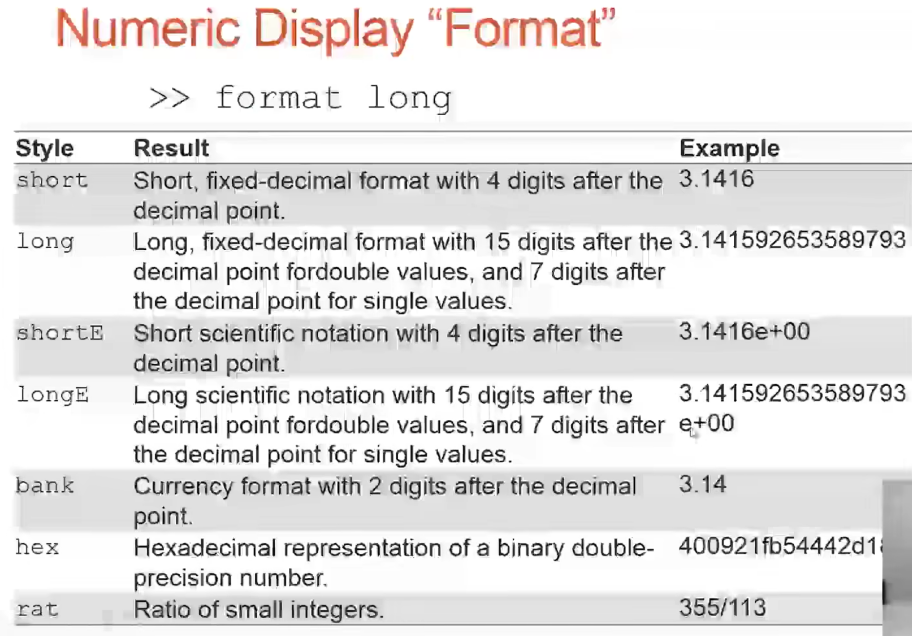 Numeric Display “Format”
>> format long
Style Result Example
short Short, fixed-decimal format with 4 digits after the 3.1416
decimal point.
long Long, fixed-decimal format with 15 digits after the 3.141592653589793
decimal point fordouble values, and 7 digits after
the decimal point for single values.
shortE Short scientific notation with 4 digits after the 3.1416e+00
decimal point.
longE Long scientific notation with 15 digits after the 3.141592653589793
decimal point fordouble values, and 7 digits after e+00
the decimal point for single values.
bank Currency format with 2 digits after the decimal 3.14
point.
hex Hexadecimal representation of a binary double- 400921fb54442d1
precision number.
rat Ratio of small integers. 355/113